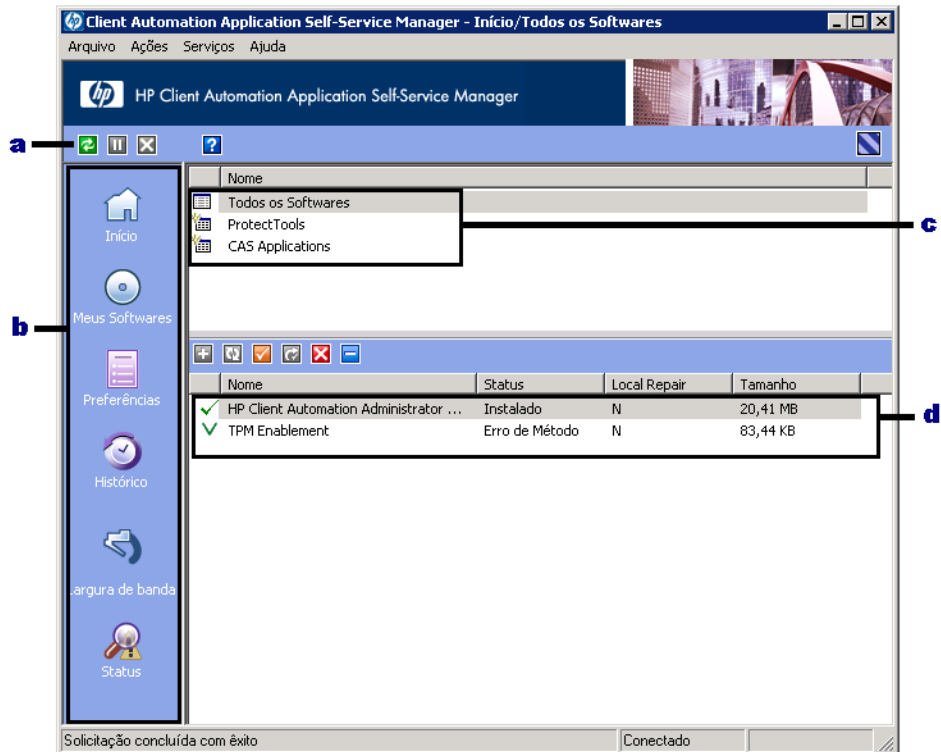 Client Automation Application Self-Service Manager - Início/Todos os Softwares
Arquivo Ações Serviços Ajuda
hp HP Client Automation Application Self-Service Manager
a
?
Nome
Todos os Softwares
ProtectTools
CAS Applications
c
Início
Meus Softwares
b
Preferências
Histórico
Largura de banda
Status
Nome Status Local Repair Tamanho
HP Client Automation Administrator ... Instalado N 20,41 MB
TPM Enablement Erro de Método N 83,44 KB
d
Solicitação concluída com êxito Conectado